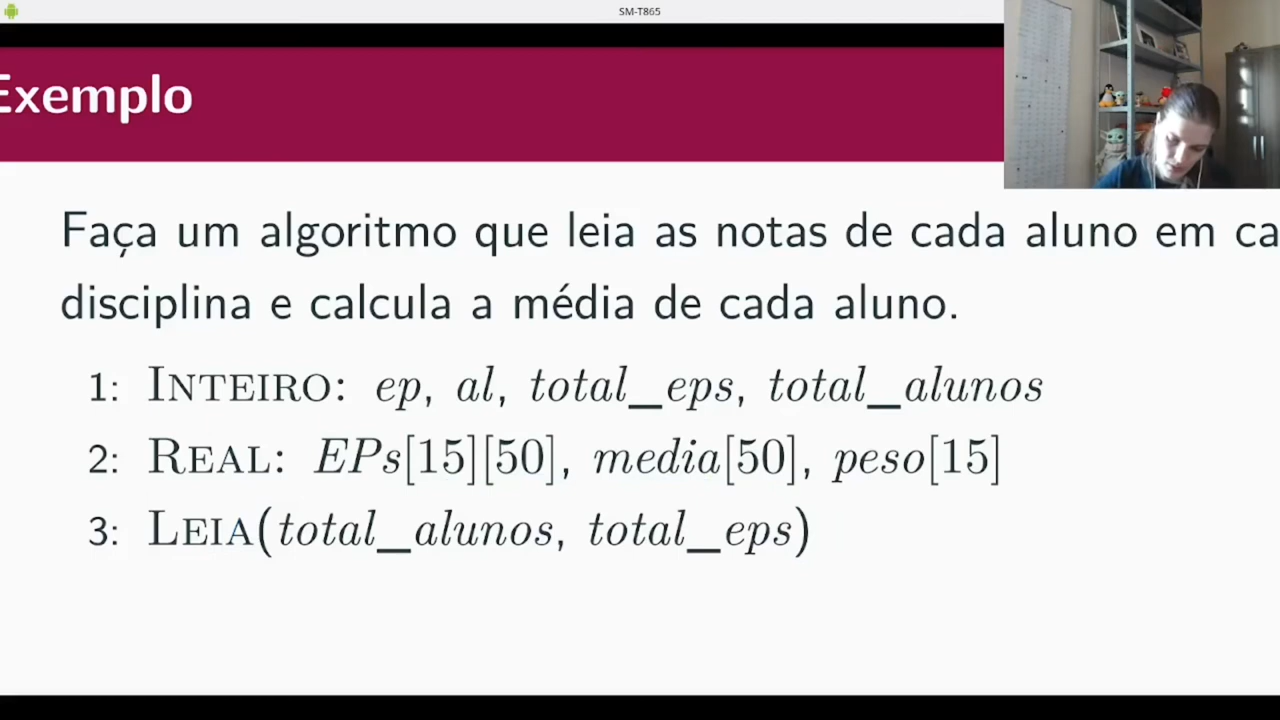 SM-T865
Exemplo
Faça um algoritmo que leia as notas de cada aluno em ca
disciplina e calcula a média de cada aluno.
1: INTEIRO: ep, al, total_eps, total_alunos
2: REAL: EPs[15][50], media[50], peso[15]
3: LEIA(total_alunos, total_eps)